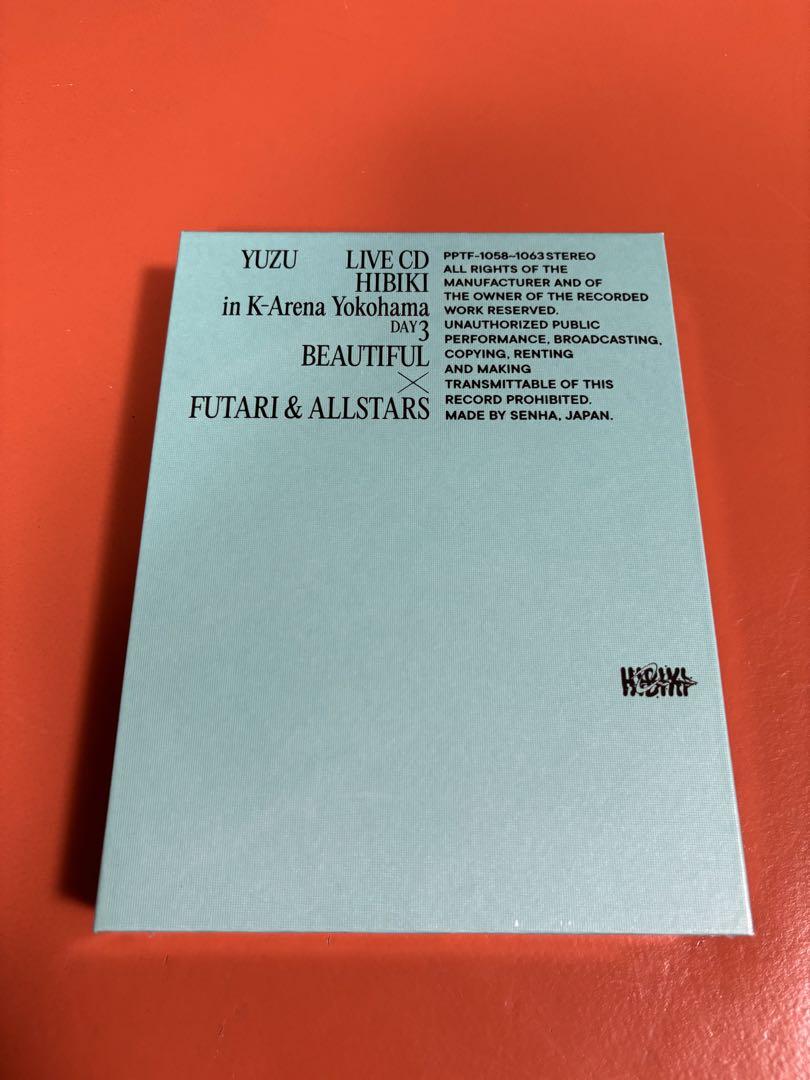 YUZU LIVE CD
HIBIKI
in K-Arena Yokohama
DAY3
BEAUTIFUL
×
FUTARI & ALLSTARS
PPTF-1058~1063 STEREO
ALL RIGHTS OF THE
MANUFACTURER AND OF
THE OWNER OF THE RECORDED
WORK RESERVED.
UNAUTHORIZED PUBLIC
PERFORMANCE, BROADCASTING,
COPYING, RENTING
AND MAKING
TRANSMITTABLE OF THIS
RECORD PROHIBITED.
MADE BY SENHA, JAPAN.
HIBIKI